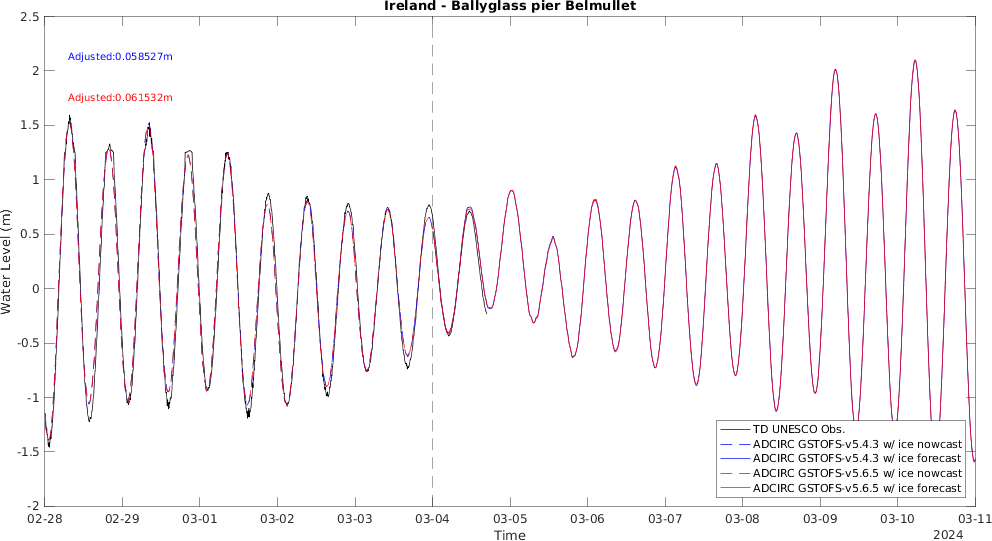 Ireland - Ballyglass pier Belmullet
Adjusted:0.058527m
Adjusted:0.061532m
Water Level (m)
2.5
2
1.5
1
0.5
0
-0.5
-1
-1.5
-2
TD UNESCO Obs.
ADCIRC GSTOFS-v5.4.3 w/ ice nowcast
ADCIRC GSTOFS-v5.4.3 w/ ice forecast
ADCIRC GSTOFS-v5.6.5 w/ ice nowcast
ADCIRC GSTOFS-v5.6.5 w/ ice forecast
02-28 02-29 03-01 03-02 03-03 03-04 03-05 03-06 03-07 03-08 03-09 03-10 03-11
Time
2024